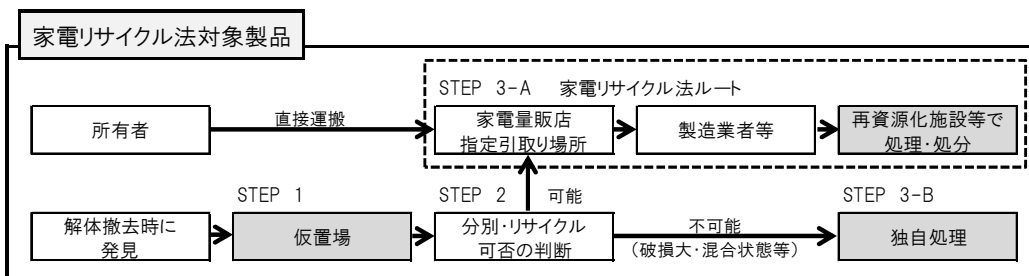 家電リサイクル法対象製品
STEP 3-A 家電リサイクル法ルート
所有者
直接運搬
家電量販店
指定引取り場所
製造業者等
再資源化施設等で
処理・処分
STEP 1
STEP 2
可能
STEP 3-B
解体撤去時に
発見
仮置場
分別・リサイクル
可否の判断
不可能
(破損大・混合状態等)
独自処理